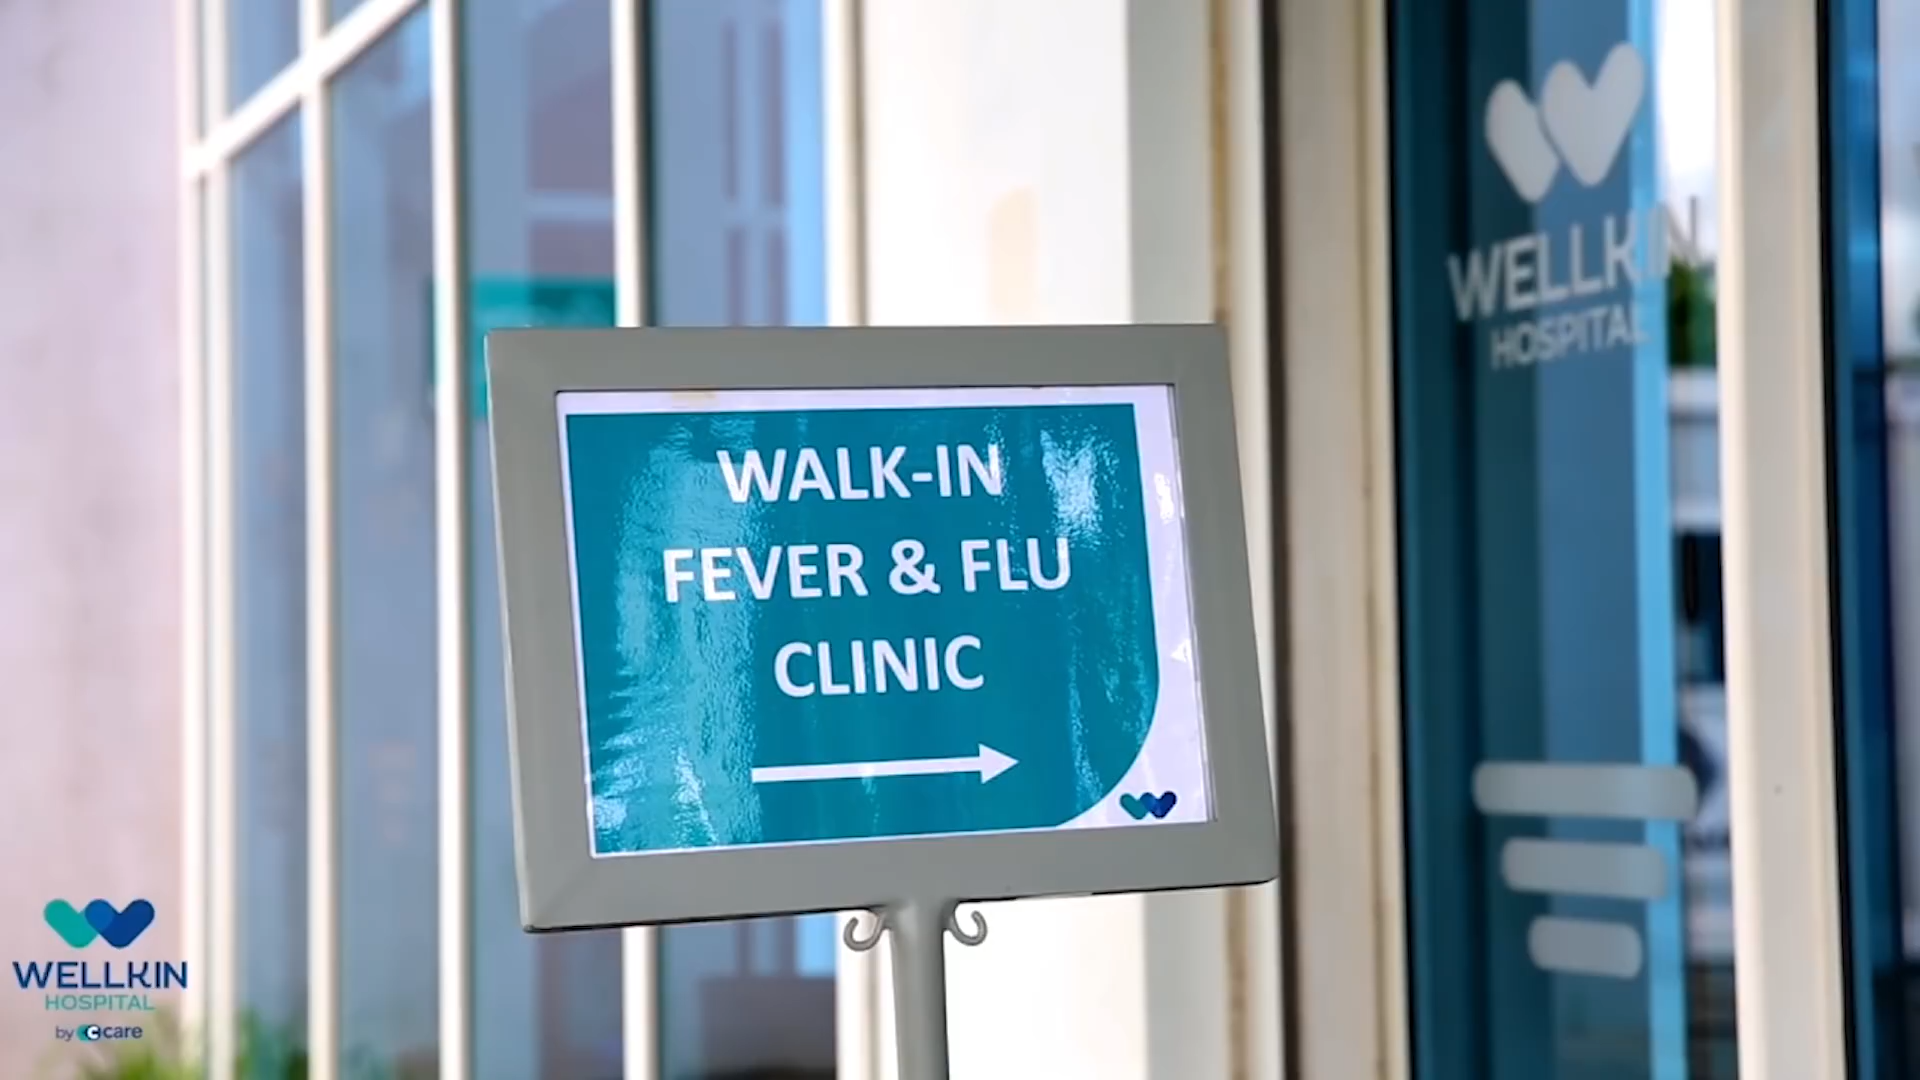 WELLKIN
HOSPITAL
WALK-IN
FEVER & FLU
CLINIC
WELLKIN
HOSPITAL
by c-care